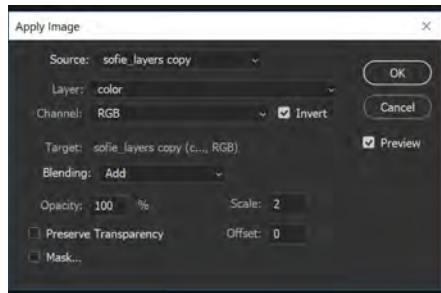 Apply Image
Source: sofie_layers copy
OK
Layer: color
Cancel
Channel: RGB Invert
Preview
Target: sofie_layers copy (c..., RGB)
Blending: Add
Opacity: 100 % Scale: 2
Preserve Transparency Offset: 0
Mask...